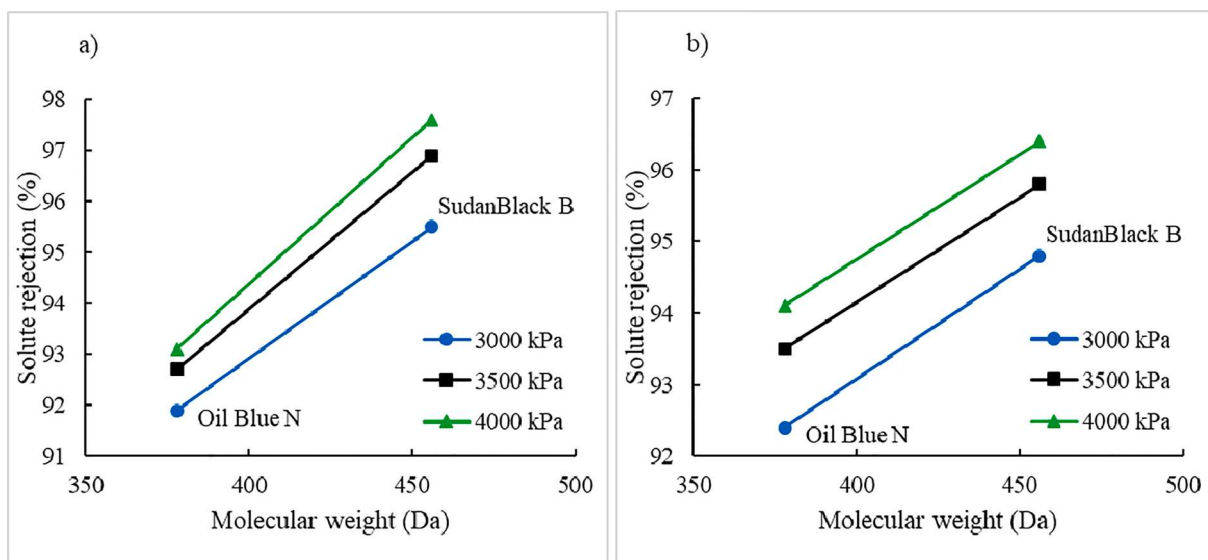 a)
Solute rejection (%)
98
97
96
95
94
93
92
91
SudanBlack B
Oil Blue N
3000 kPa
3500 kPa
4000 kPa
350
400
450
500
Molecular weight (Da)
b)
Solute rejection (%)
97
96
95
94
93
92
SudanBlack B
Oil Blue N
3000 kPa
3500 kPa
4000 kPa
350
400
450
500
Molecular weight (Da)